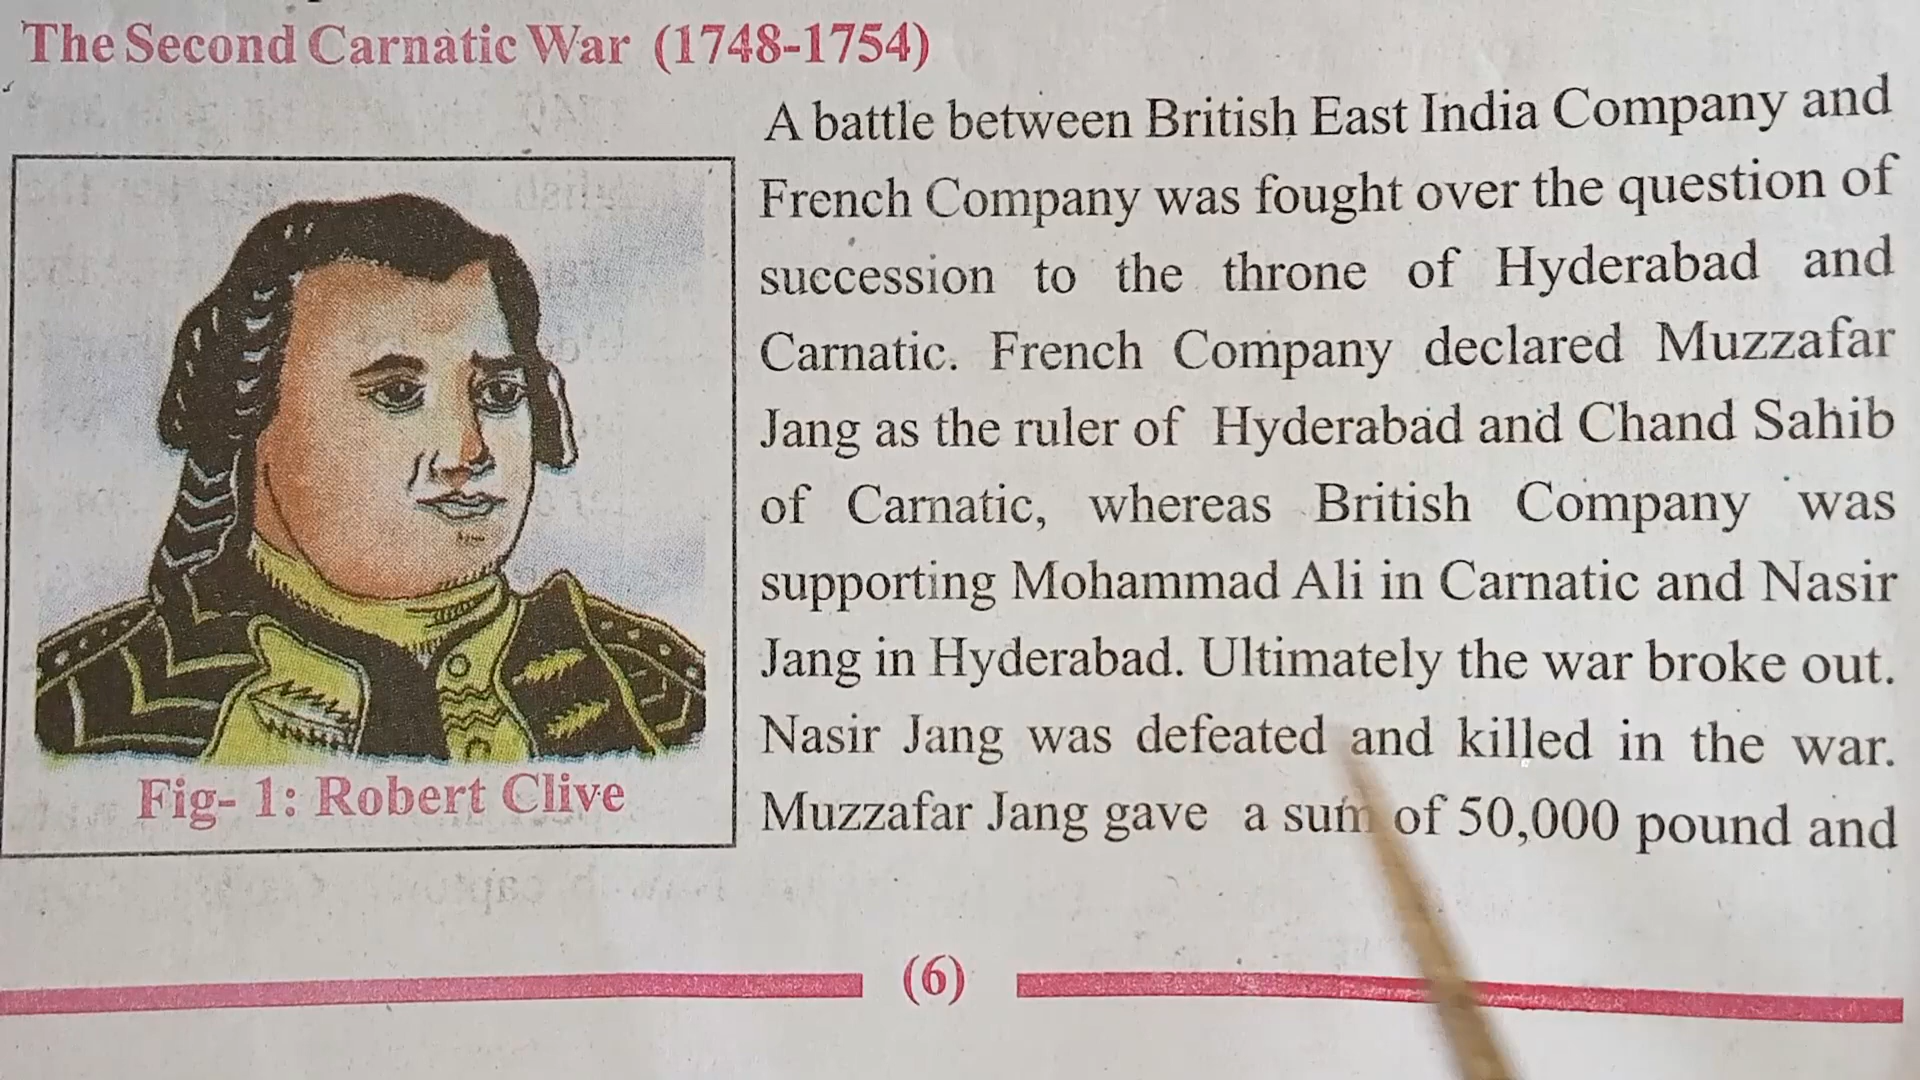 The Second Carnatic War (1748-1754)
A battle between British East India Company and
French Company was fought over the question of
succession to the throne of Hyderabad and
Carnatic. French Company declared Muzzafar
Jang as the ruler of Hyderabad and Chand Sahib
of Carnatic, whereas British Company was
supporting Mohammad Ali in Carnatic and Nasir
Jang in Hyderabad. Ultimately the war broke out.
Nasir Jang was defeated and killed in the war.
Muzzafar Jang gave a sum of 50,000 pound and
Fig- 1: Robert Clive
(6)